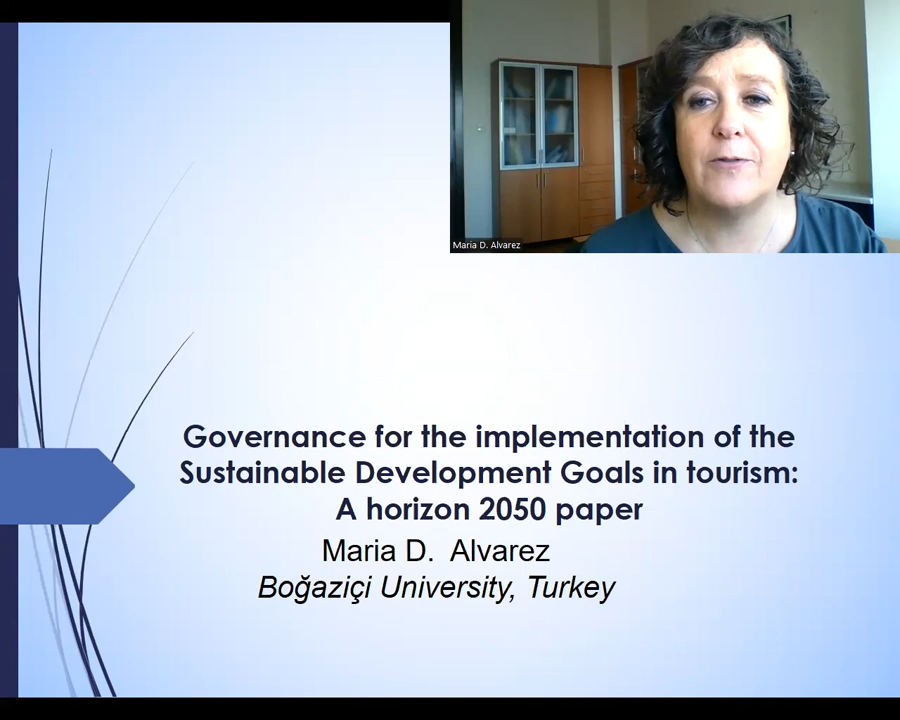 Maria D. Alvarez
Governance for the implementation of the
Sustainable Development Goals in tourism:
A horizon 2050 paper
Maria D. Alvarez
Boğaziçi University, Turkey